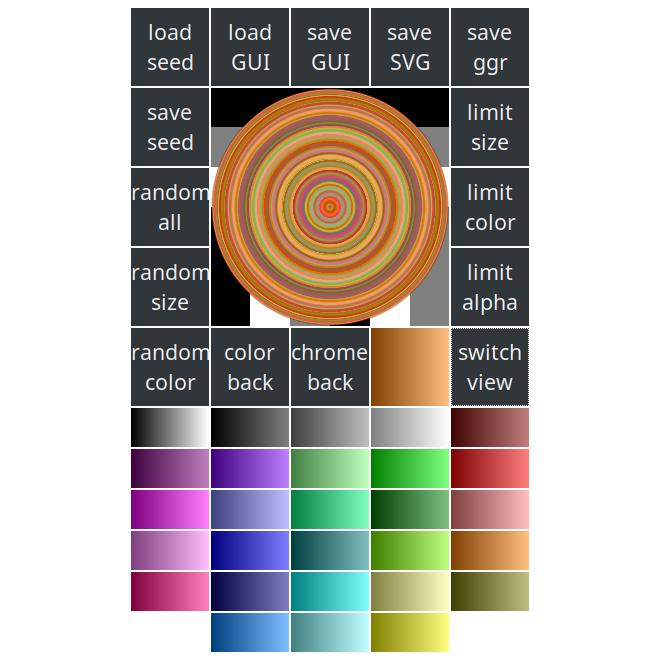 load
seed
load
GUI
save
GUI
save
SVG
save
ggr
save
seed
limit
size
random
all
limit
color
random
size
limit
alpha
random
color
color
back
chrome
back
switch
view